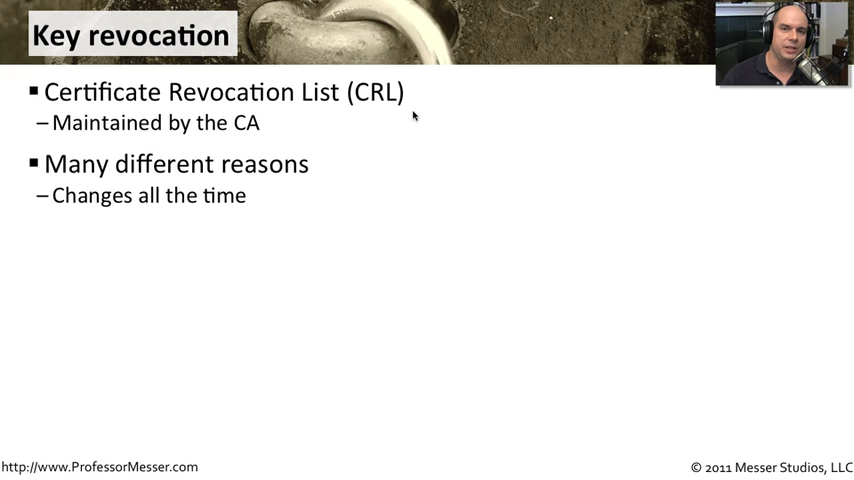 Key revocation
▪ Certificate Revocation List (CRL)
– Maintained by the CA
▪ Many different reasons
– Changes all the time
http://www.ProfessorMesser.com
© 2011 Messer Studios, LLC